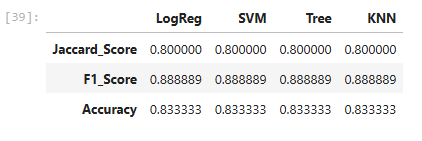 [39]:
LogReg SVM Tree KNN
Jaccard_Score 0.800000 0.800000 0.800000 0.800000
F1_Score 0.888889 0.888889 0.888889 0.888889
Accuracy 0.833333 0.833333 0.833333 0.833333